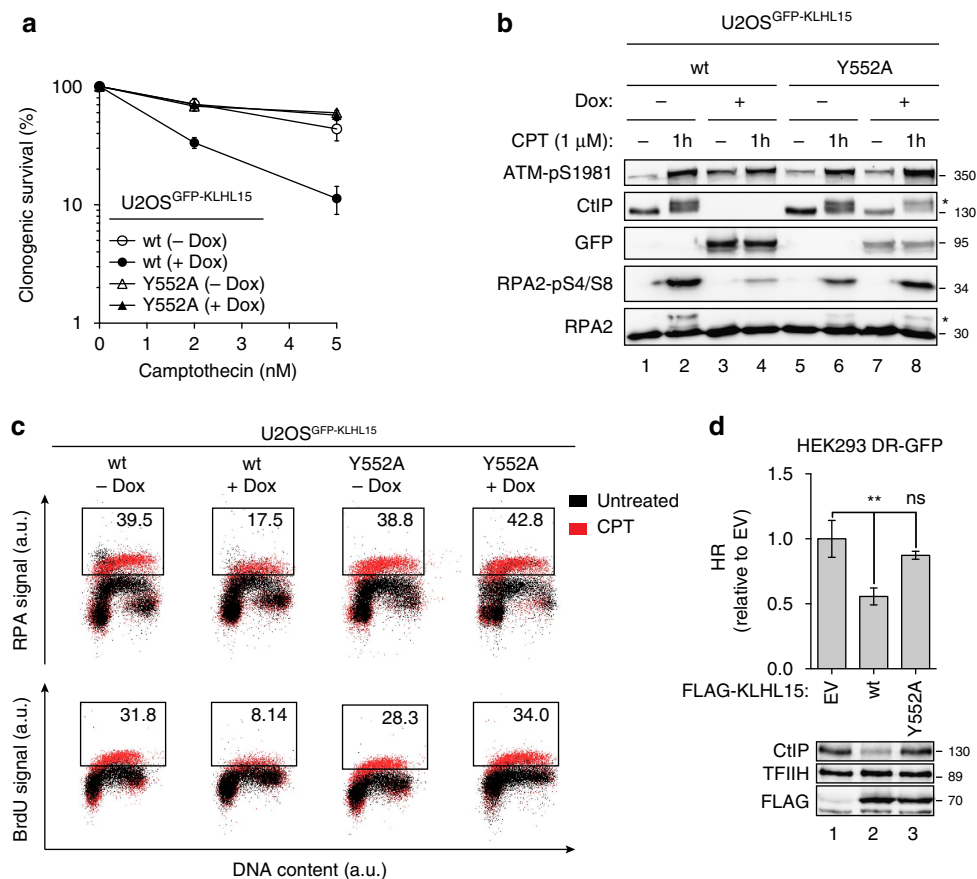 a
100
10
1
Clonogenic survival (%)
U2OS^GFP-KLHL15
wt (– Dox)
wt (+ Dox)
Y552A (– Dox)
Y552A (+ Dox)
0 1 2 3 4 5
Camptothecin (nM)
b
U2OS^GFP-KLHL15
wt Y552A
Dox: – + – +
CPT (1 µM): – 1h – 1h – 1h – 1h
ATM-pS1981 350
CtIP * 130
GFP 95
RPA2-pS4/S8 34
RPA2 * 30
1 2 3 4 5 6 7 8
c
U2OS^GFP-KLHL15
wt wt Y552A Y552A
– Dox + Dox – Dox + Dox
Untreated
CPT
39.5 17.5 38.8 42.8
RPA signal (a.u.)
31.8 8.14 28.3 34.0
BrdU signal (a.u.)
DNA content (a.u.)
d
HEK293 DR-GFP
1.5
1.0
0.5
0.0
HR
(relative to EV)
** ns
FLAG-KLHL15: EV wt Y552A
CtIP 130
TFIIH 89
FLAG 70
1 2 3